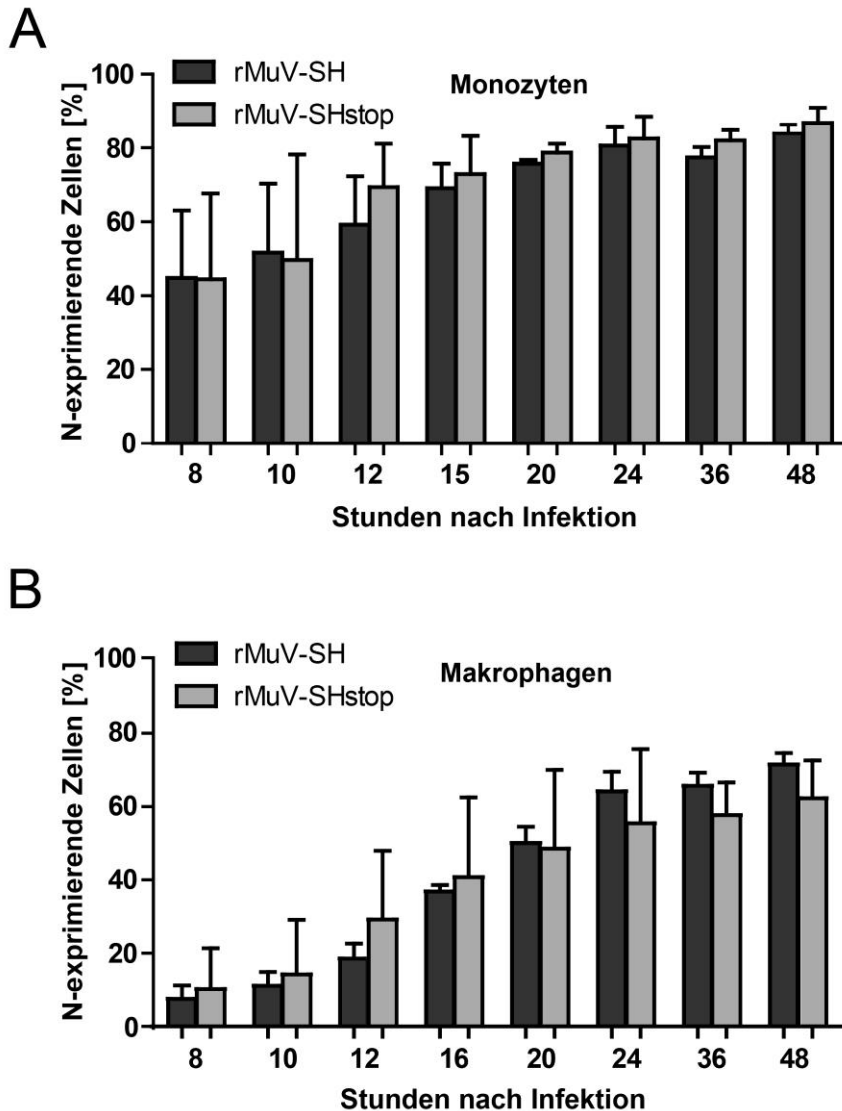 A
rMuV-SH
rMuV-SHstop
Monozyten
N-exprimierende Zellen [%]
100
80
60
40
20
0
8 10 12 15 20 24 36 48
Stunden nach Infektion
B
rMuV-SH
rMuV-SHstop
Makrophagen
N-exprimierende Zellen [%]
100
80
60
40
20
0
8 10 12 16 20 24 36 48
Stunden nach Infektion